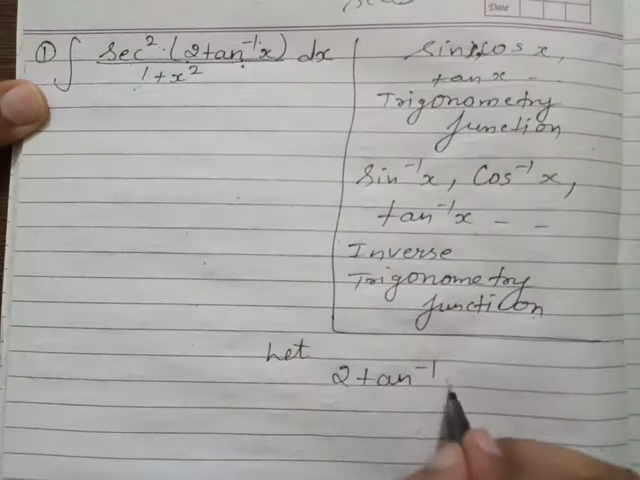 Date
① ∫ sec² · (2tan⁻¹x) dx
1 + x²
sin x, cos x,
tan x - -
Trigonometry
function
sin⁻¹x, Cos⁻¹x,
tan⁻¹x - -
Inverse
Trigonometry
function
Let
2tan⁻¹